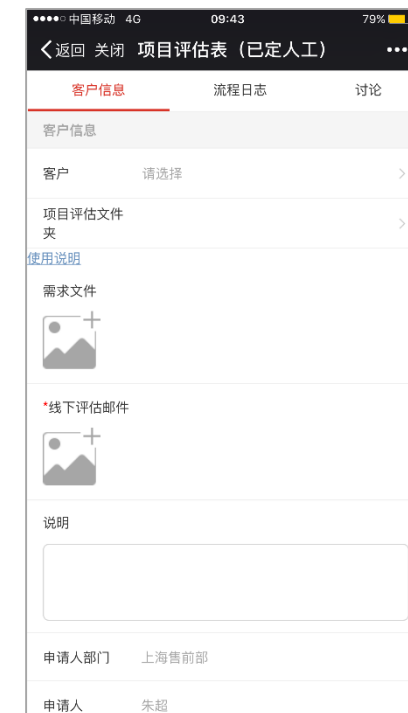 中国移动 4G 09:43 79%
返回 关闭 项目评估表（已定人工）
客户信息 流程日志 讨论
客户信息
客户 请选择
项目评估文件
夹
使用说明
需求文件
*线下评估邮件
说明
申请人部门 上海售前部
申请人 朱超